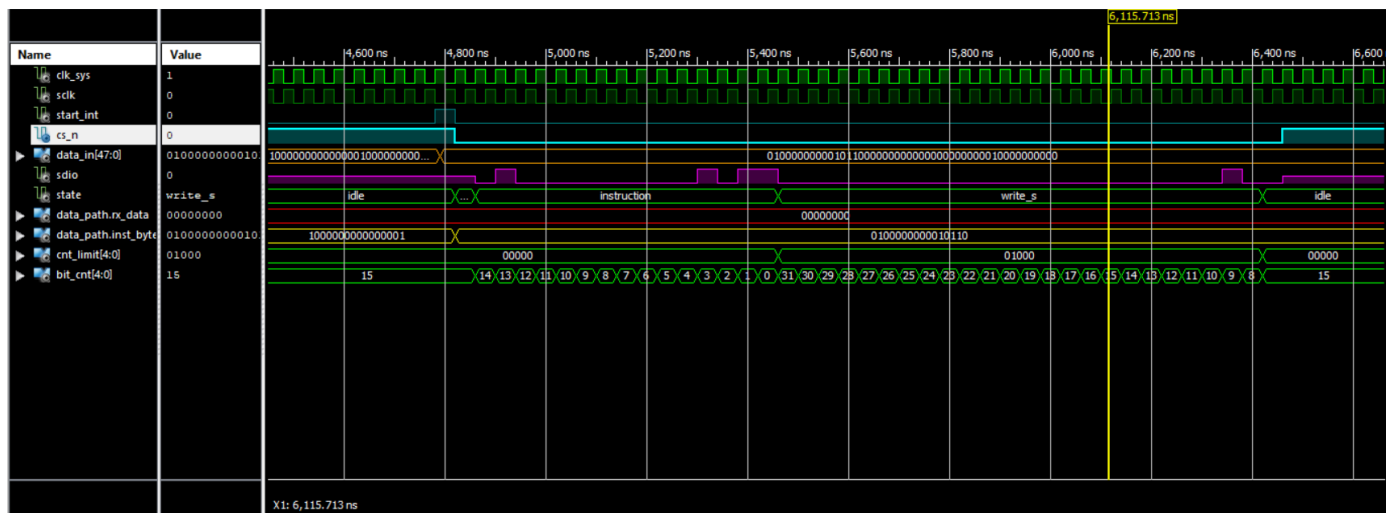 6,115.713 ns
Name Value 4,600 ns 4,800 ns 5,000 ns 5,200 ns 5,400 ns 5,600 ns 5,800 ns 6,000 ns 6,200 ns 6,400 ns 6,600
clk_sys 1
sclk 0
start_int 0
cs_n 0
data_in[47:0] 010000000001010 1000000000000001000000000... 010000000001011000000000000000000000010000000000
sdio 0
state write_s idle ... instruction write_s idle
data_path.rx_data 00000000 00000000
data_path.inst_byte 0100000000010 1000000000000001 0100000000010110
cnt_limit[4:0] 01000 00000 01000 00000
bit_cnt[4:0] 15 15 14 13 12 11 10 9 8 7 6 5 4 3 2 1 0 31 30 29 28 27 26 25 24 23 22 21 20 19 18 17 16 15 14 13 12 11 10 9 8 15
X1: 6,115.713 ns